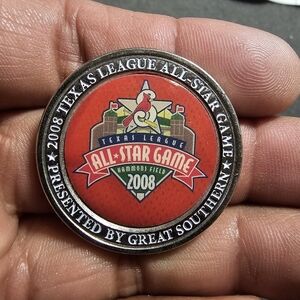 ★ 2008 TEXAS LEAGUE ALL-STAR GAME ★
PRESENTED BY GREAT SOUTHERN
TEXAS LEAGUE
ALL★STAR GAME
HAMMONS FIELD
2008